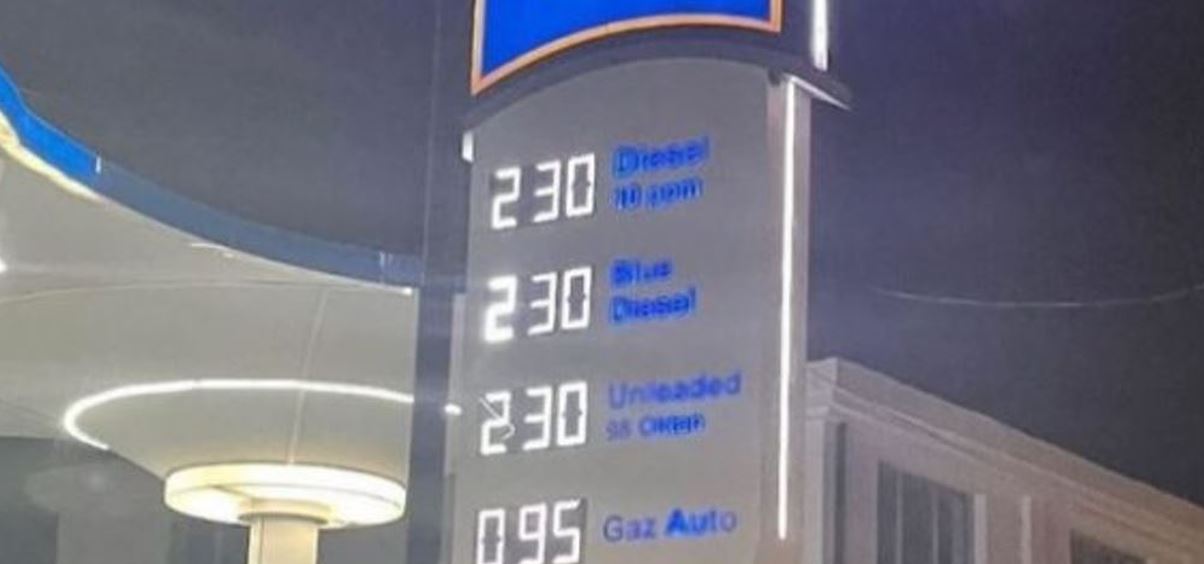 230 Diesel
10 ppm
230 Blue
Diesel
230 Unleaded
95 Oktan
095 Gaz Auto